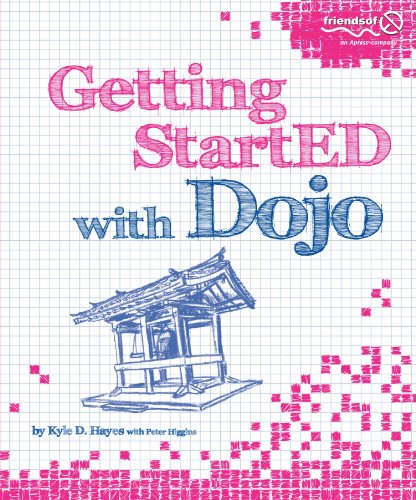 friendsof
an Apress company
Getting
StartED
with Dojo
by Kyle D. Hayes with Peter Higgins